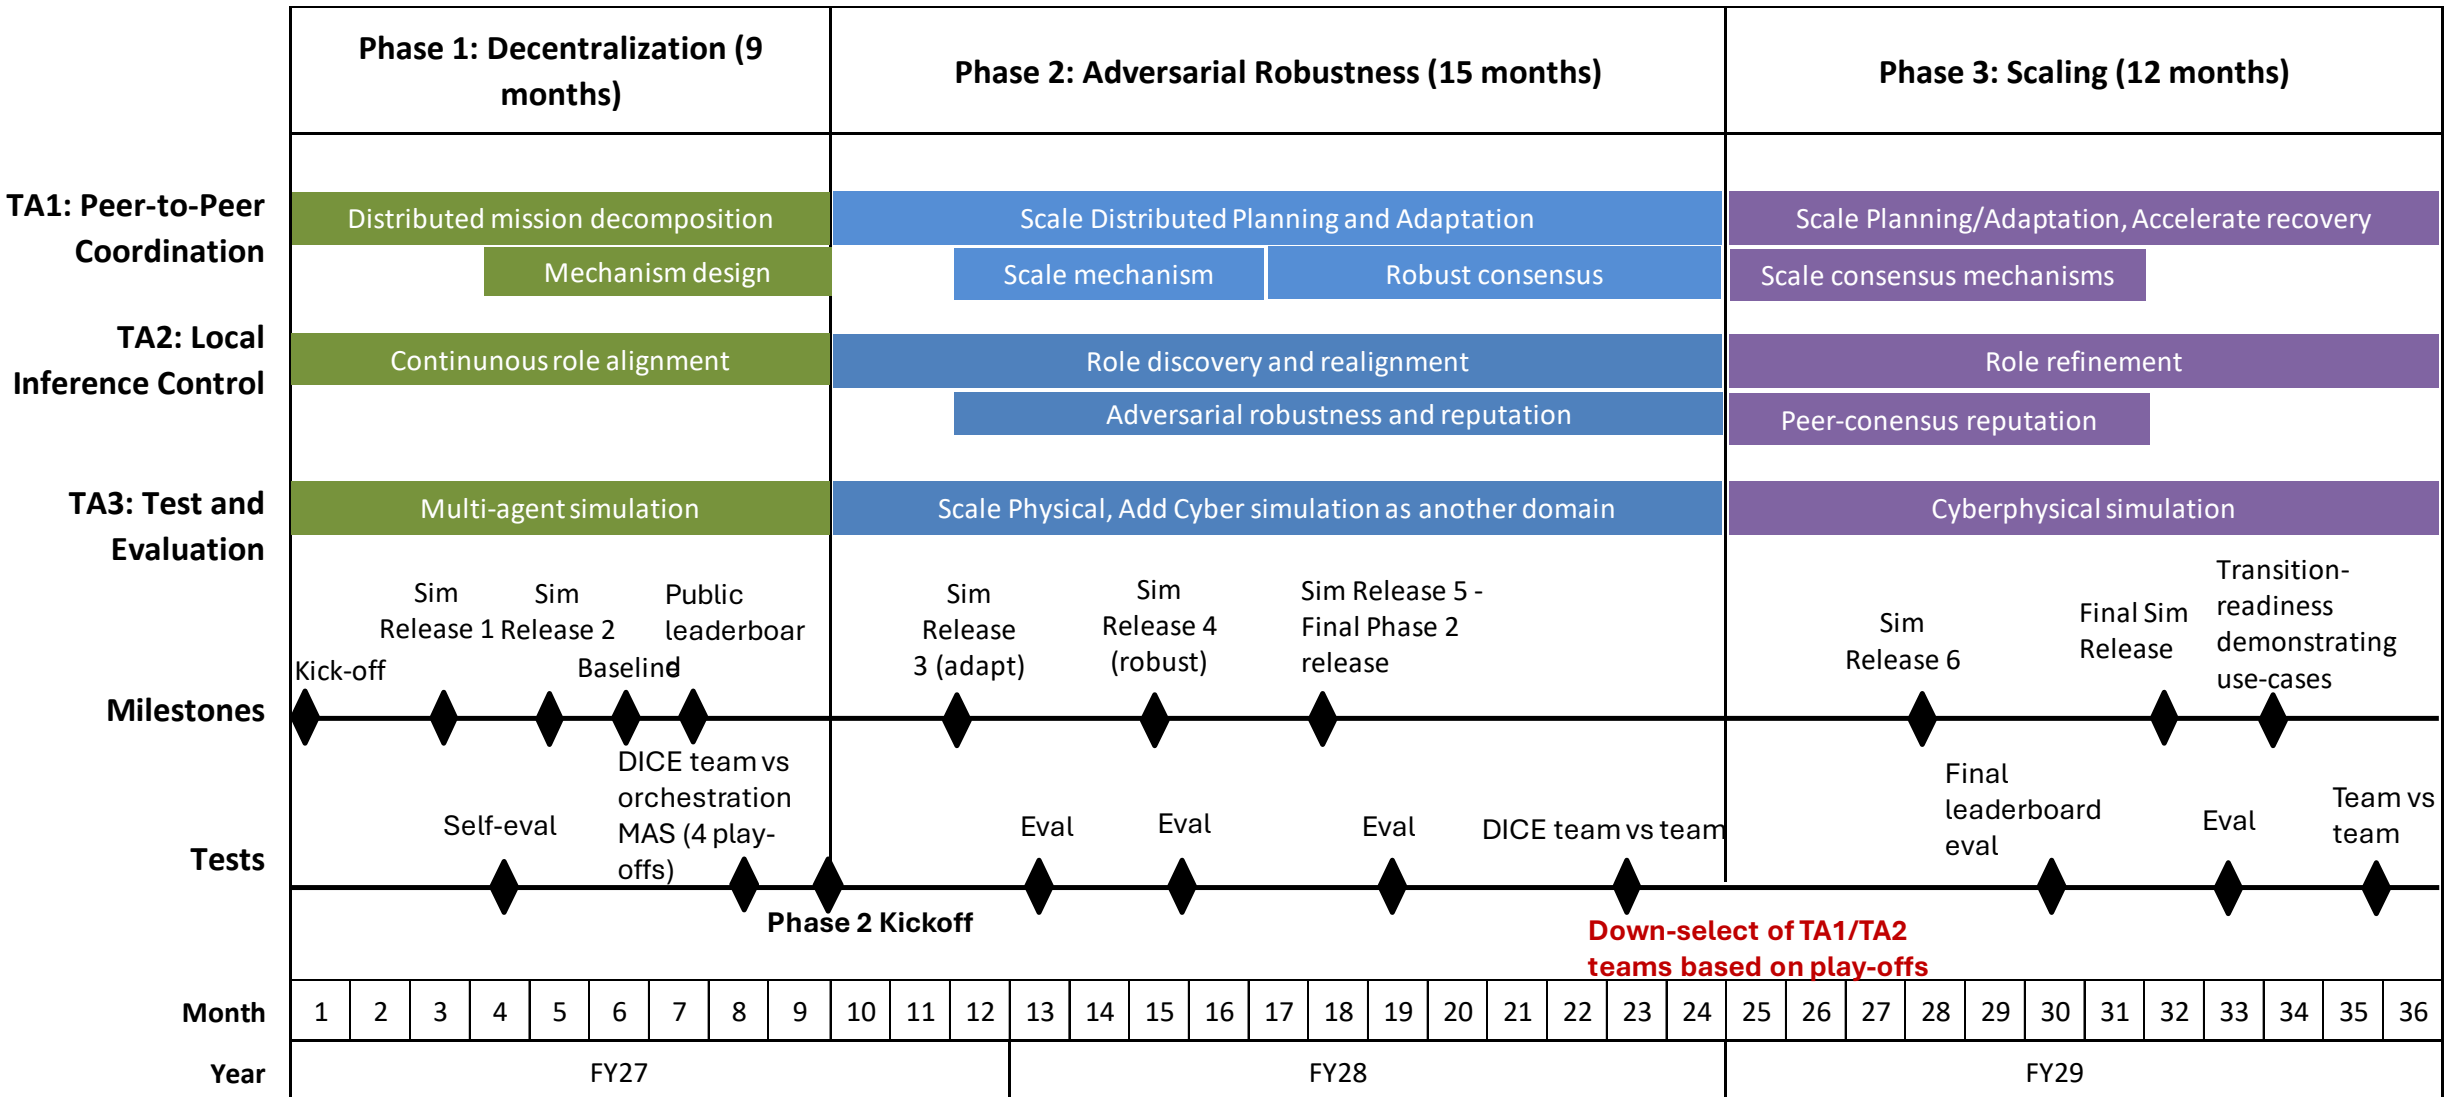 Phase 1: Decentralization (9
months)
Phase 2: Adversarial Robustness (15 months)
Phase 3: Scaling (12 months)
TA1: Peer-to-Peer
Coordination
Distributed mission decomposition
Scale Distributed Planning and Adaptation
Scale Planning/Adaptation, Accelerate recovery
Mechanism design
Scale mechanism
Robust consensus
Scale consensus mechanisms
TA2: Local
Inference Control
Continunous role alignment
Role discovery and realignment
Role refinement
Adversarial robustness and reputation
Peer-conensus reputation
TA3: Test and
Evaluation
Multi-agent simulation
Scale Physical, Add Cyber simulation as another domain
Cyberphysical simulation
Milestones
Kick-off
Sim
Release 1
Sim
Release 2
Baseline
Public
leaderboar
d
Sim
Release
3 (adapt)
Sim
Release 4
(robust)
Sim Release 5 -
Final Phase 2
release
Sim
Release 6
Final Sim
Release
Transition-
readiness
demonstrating
use-cases
Tests
Self-eval
DICE team vs
orchestration
MAS (4 play-
offs)
Phase 2 Kickoff
Eval
Eval
Eval
DICE team vs team
Down-select of TA1/TA2
teams based on play-offs
Final
leaderboard
eval
Eval
Team vs
team
Month 1 2 3 4 5 6 7 8 9 10 11 12 13 14 15 16 17 18 19 20 21 22 23 24 25 26 27 28 29 30 31 32 33 34 35 36
Year FY27 FY28 FY29